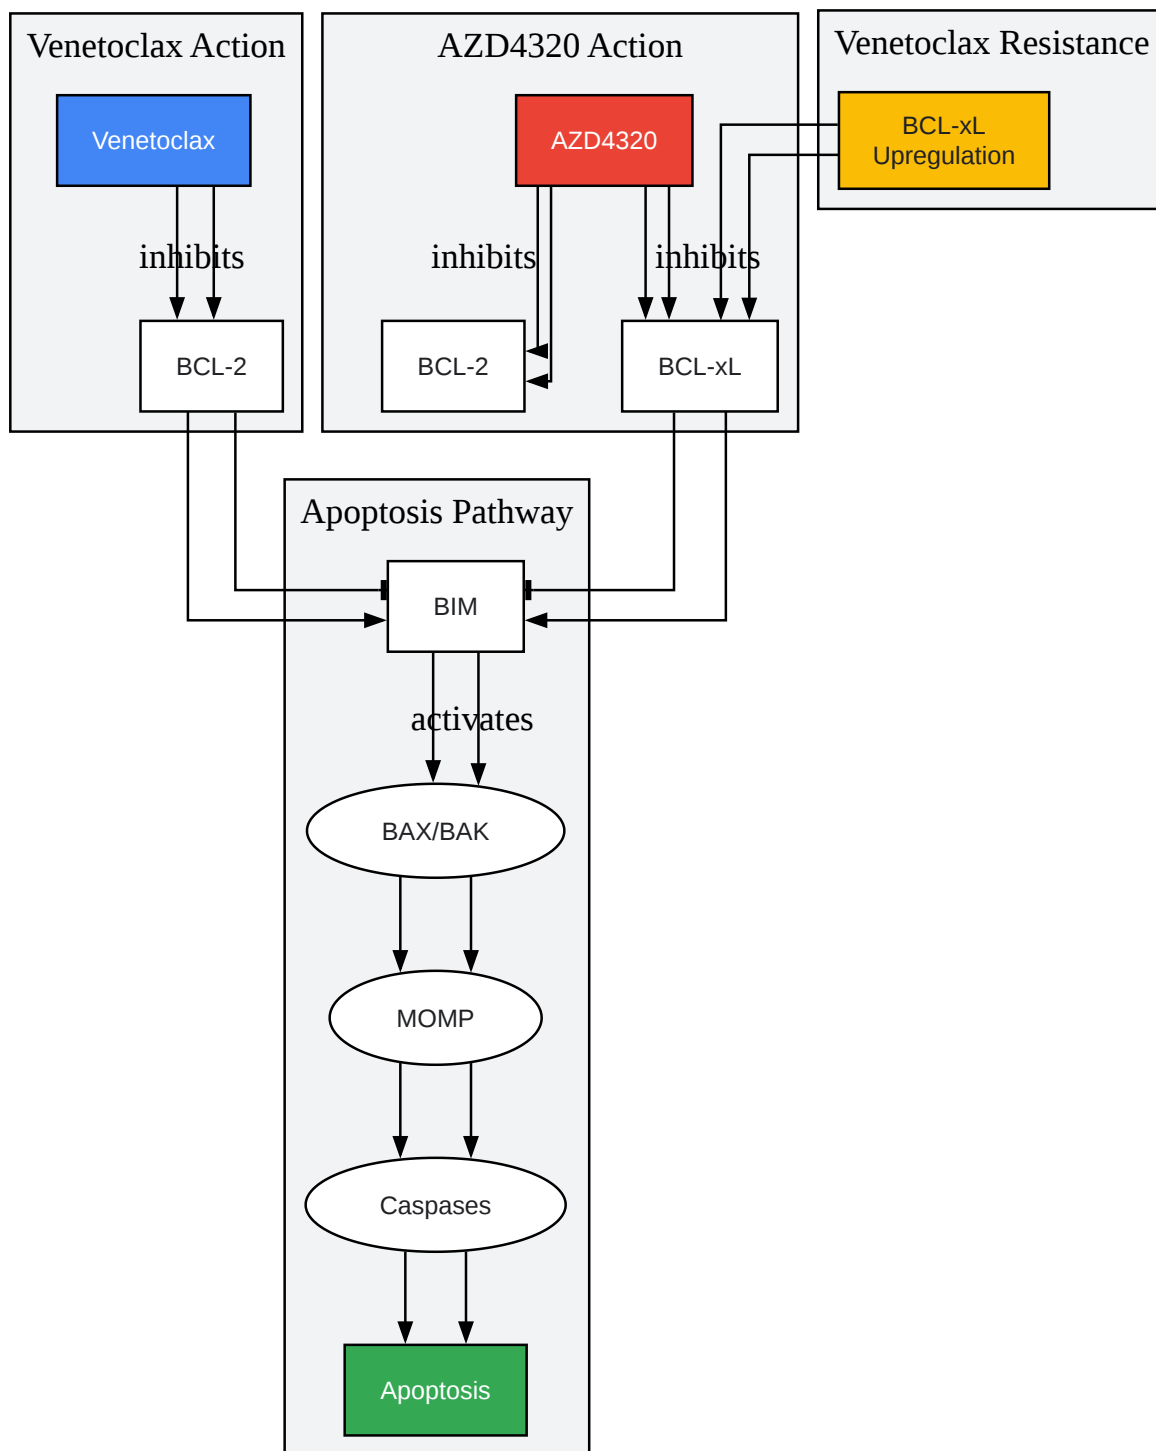 Venetoclax Action
Venetoclax
inhibits
BCL-2
AZD4320 Action
AZD4320
inhibits
inhibits
BCL-2
BCL-xL
Venetoclax Resistance
BCL-xL
Upregulation
Apoptosis Pathway
BIM
activates
BAX/BAK
MOMP
Caspases
Apoptosis